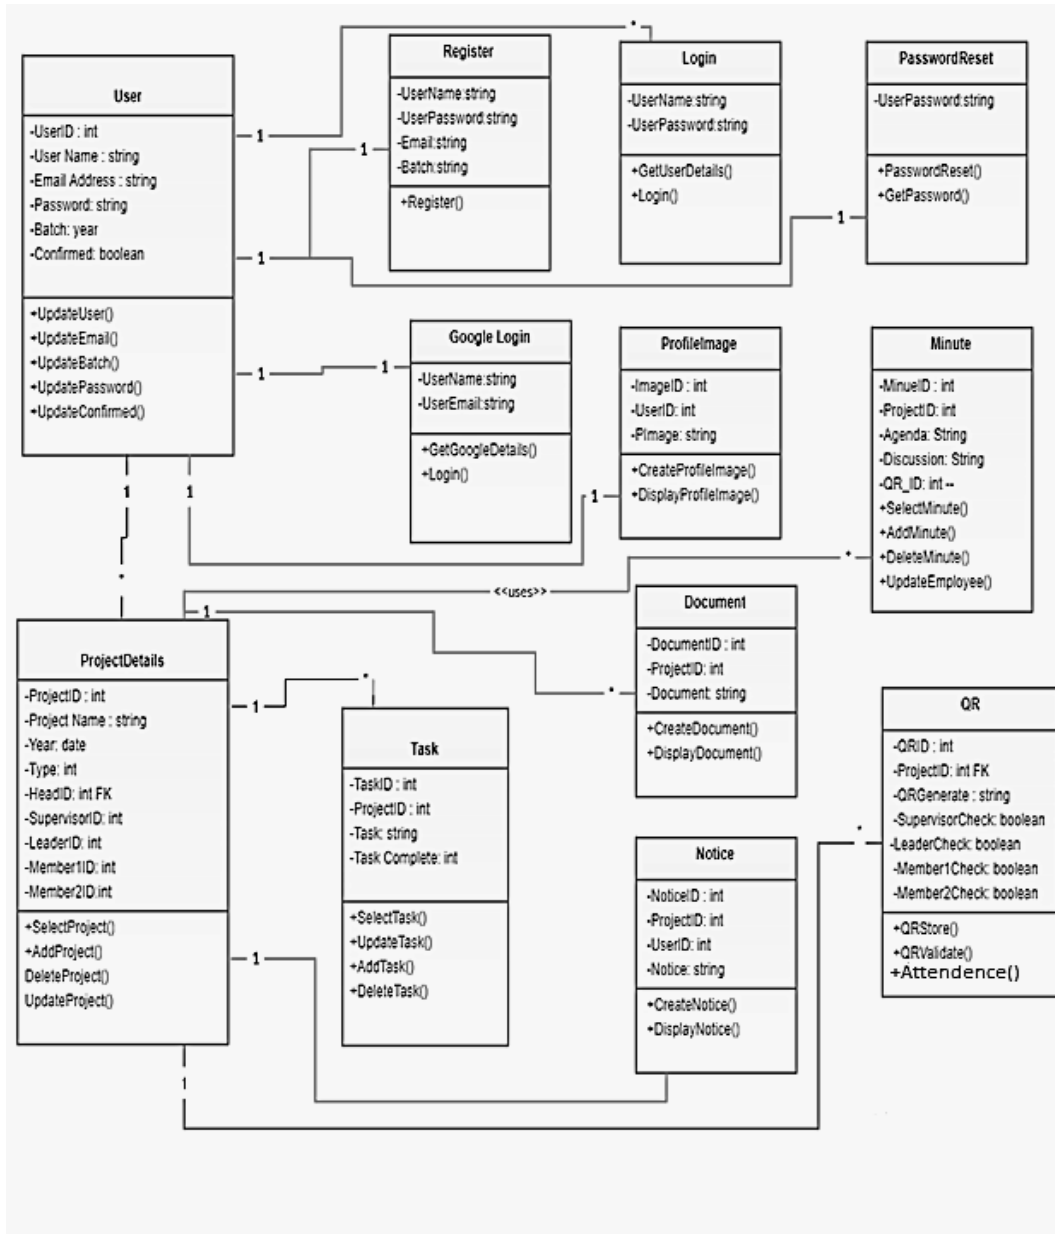 User
-UserID : int
-User Name : string
-Email Address : string
-Password: string
-Batch: year
-Confirmed: boolean
+UpdateUser()
+UpdateEmail()
+UpdateBatch()
+UpdatePassword()
+UpdateConfirmed()
1
1
1
1
1
*
Register
-UserName:string
-UserPassword:string
-Email:string
-Batch:string
+Register()
1
*
Login
-UserName:string
-UserPassword:string
+GetUserDetails()
+Login()
PasswordReset
-UserPassword:string
+PasswordReset()
+GetPassword()
1
Google Login
-UserName:string
-UserEmail:string
+GetGoogleDetails()
+Login()
1
ProfileImage
-ImageID : int
-UserID: int
-PImage: string
+CreateProfileImage()
+DisplayProfileImage()
1
Minute
-MinueID : int
-ProjectID: int
-Agenda: String
-Discussion: String
-QR_ID: int --
+SelectMinute()
+AddMinute()
+DeleteMinute()
+UpdateEmployee()
*
<<uses>>
ProjectDetails
-ProjectID : int
-Project Name : string
-Year: date
-Type: int
-HeadID: int FK
-SupervisorID: int
-LeaderID: int
-Member1ID: int
-Member2ID:int
+SelectProject()
+AddProject()
DeleteProject()
UpdateProject()
1
1
1
1
*
Task
-TaskID : int
-ProjectID : int
-Task: string
-Task Complete: int
+SelectTask()
+UpdateTask()
+AddTask()
+DeleteTask()
*
Document
-DocumentID : int
-ProjectID: int
-Document: string
+CreateDocument()
+DisplayDocument()
Notice
-NoticeID : int
-ProjectID: int
-UserID: int
-Notice: string
+CreateNotice()
+DisplayNotice()
*
QR
-QRID : int
-ProjectID: int FK
-QRGenerate : string
-SupervisorCheck: boolean
-LeaderCheck: boolean
-Member1Check: boolean
-Member2Check: boolean
+QRStore()
+QRValidate()
+Attendence()